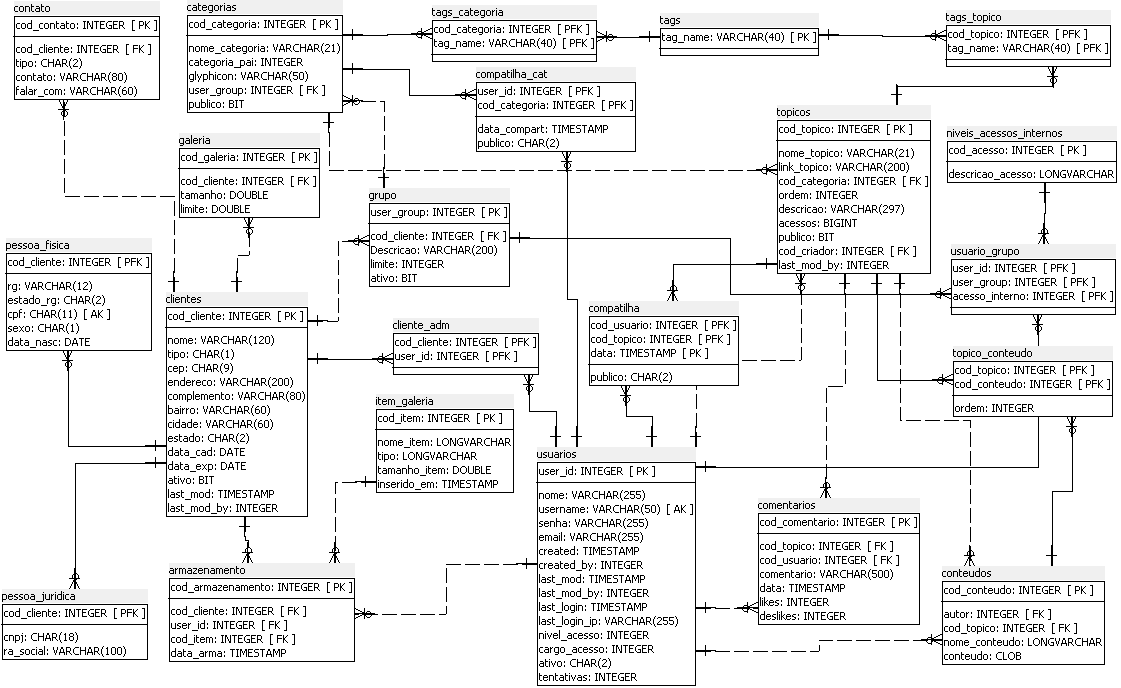 contato
cod_contato: INTEGER [ PK ]
cod_cliente: INTEGER [ FK ]
tipo: CHAR(2)
contato: VARCHAR(80)
falar_com: VARCHAR(60)
categorias
cod_categoria: INTEGER [ PK ]
nome_categoria: VARCHAR(21)
categoria_pai: INTEGER
glyphicon: VARCHAR(50)
user_group: INTEGER [ FK ]
publico: BIT
tags_categoria
cod_categoria: INTEGER [ PFK ]
tag_name: VARCHAR(40) [ PFK ]
tags
tag_name: VARCHAR(40) [ PK ]
tags_topico
cod_topico: INTEGER [ PFK ]
tag_name: VARCHAR(40) [ PFK ]
compatilha_cat
user_id: INTEGER [ PFK ]
cod_categoria: INTEGER [ PFK ]
data_compart: TIMESTAMP
publico: CHAR(2)
topicos
cod_topico: INTEGER [ PK ]
nome_topico: VARCHAR(21)
link_topico: VARCHAR(200)
cod_categoria: INTEGER [ FK ]
ordem: INTEGER
descricao: VARCHAR(297)
acessos: BIGINT
publico: BIT
cod_criador: INTEGER [ FK ]
last_mod_by: INTEGER
niveis_acessos_internos
cod_acesso: INTEGER [ PK ]
descricao_acesso: LONGVARCHAR
galeria
cod_galeria: INTEGER [ PK ]
cod_cliente: INTEGER [ FK ]
tamanho: DOUBLE
limite: DOUBLE
grupo
user_group: INTEGER [ PK ]
cod_cliente: INTEGER [ FK ]
Descricao: VARCHAR(200)
limite: INTEGER
ativo: BIT
pessoa_fisica
cod_cliente: INTEGER [ PFK ]
rg: VARCHAR(12)
estado_rg: CHAR(2)
cpf: CHAR(11) [ AK ]
sexo: CHAR(1)
data_nasc: DATE
usuario_grupo
user_id: INTEGER [ PFK ]
user_group: INTEGER [ PFK ]
acesso_interno: INTEGER [ PFK ]
clientes
cod_cliente: INTEGER [ PK ]
nome: VARCHAR(120)
tipo: CHAR(1)
cep: CHAR(9)
endereco: VARCHAR(200)
complemento: VARCHAR(80)
bairro: VARCHAR(60)
cidade: VARCHAR(60)
estado: CHAR(2)
data_cad: DATE
data_exp: DATE
ativo: BIT
last_mod: TIMESTAMP
last_mod_by: INTEGER
cliente_adm
cod_cliente: INTEGER [ PFK ]
user_id: INTEGER [ PFK ]
compatilha
cod_usuario: INTEGER [ PFK ]
cod_topico: INTEGER [ PFK ]
data: TIMESTAMP [ PK ]
publico: CHAR(2)
topico_conteudo
cod_topico: INTEGER [ PFK ]
cod_conteudo: INTEGER [ PFK ]
ordem: INTEGER
item_galeria
cod_item: INTEGER [ PK ]
nome_item: LONGVARCHAR
tipo: LONGVARCHAR
tamanho_item: DOUBLE
inserido_em: TIMESTAMP
usuarios
user_id: INTEGER [ PK ]
nome: VARCHAR(255)
username: VARCHAR(50) [ AK ]
senha: VARCHAR(255)
email: VARCHAR(255)
created: TIMESTAMP
created_by: INTEGER
last_mod: TIMESTAMP
last_mod_by: INTEGER
last_login: TIMESTAMP
last_login_ip: VARCHAR(255)
nivel_acesso: INTEGER
cargo_acesso: INTEGER
ativo: CHAR(2)
tentativas: INTEGER
comentarios
cod_comentario: INTEGER [ PK ]
cod_topico: INTEGER [ FK ]
cod_usuario: INTEGER [ FK ]
comentario: VARCHAR(500)
data: TIMESTAMP
likes: INTEGER
deslikes: INTEGER
armazenamento
cod_armazenamento: INTEGER [ PK ]
cod_cliente: INTEGER [ FK ]
user_id: INTEGER [ FK ]
cod_item: INTEGER [ FK ]
data_arma: TIMESTAMP
conteudos
cod_conteudo: INTEGER [ PK ]
autor: INTEGER [ FK ]
cod_topico: INTEGER [ FK ]
nome_conteudo: LONGVARCHAR
conteudo: CLOB
pessoa_juridica
cod_cliente: INTEGER [ PFK ]
cnpj: CHAR(18)
ra_social: VARCHAR(100)